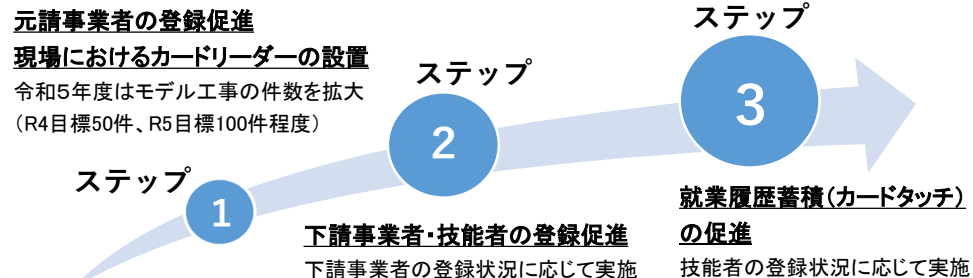 元請事業者の登録促進
現場におけるカードリーダーの設置
令和5年度はモデル工事の件数を拡大
(R4目標50件、R5目標100件程度)
ステップ
1
ステップ
2
下請事業者・技能者の登録促進
下請事業者の登録状況に応じて実施
ステップ
3
就業履歴蓄積(カードタッチ)
の促進
技能者の登録状況に応じて実施